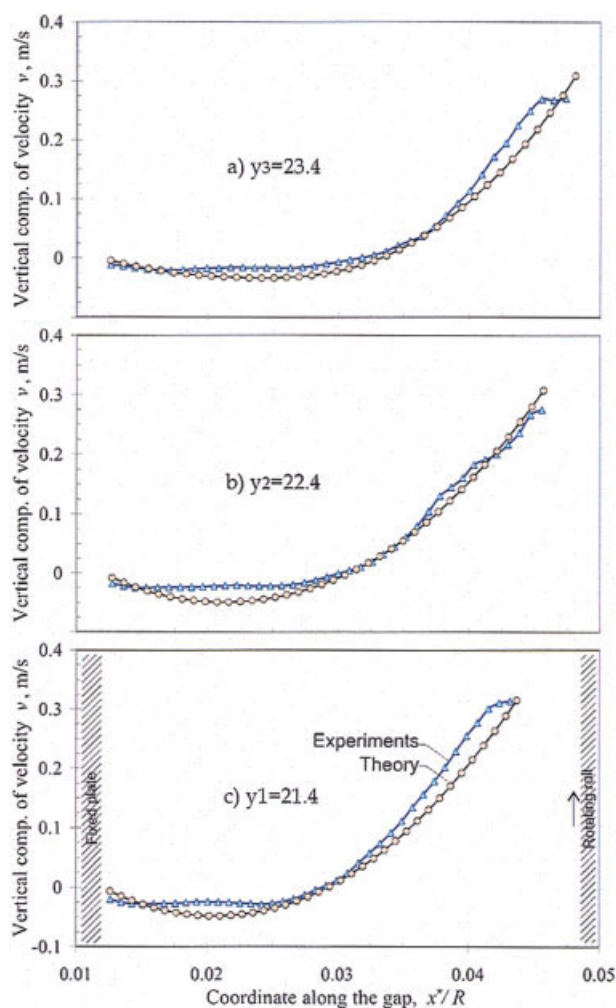 0.4
0.3
0.2
0.1
0
Vertical comp. of velocity v, m/s
a) y3=23.4
0.4
0.3
0.2
0.1
0
Vertical comp. of velocity v, m/s
b) y2=22.4
0.4
0.3
0.2
0.1
0
-0.1
Vertical comp. of velocity v, m/s
Fixed plate
Experiments
Theory
c) y1=21.4
Rotating roll
0.01 0.02 0.03 0.04 0.05
Coordinate along the gap, x*/R